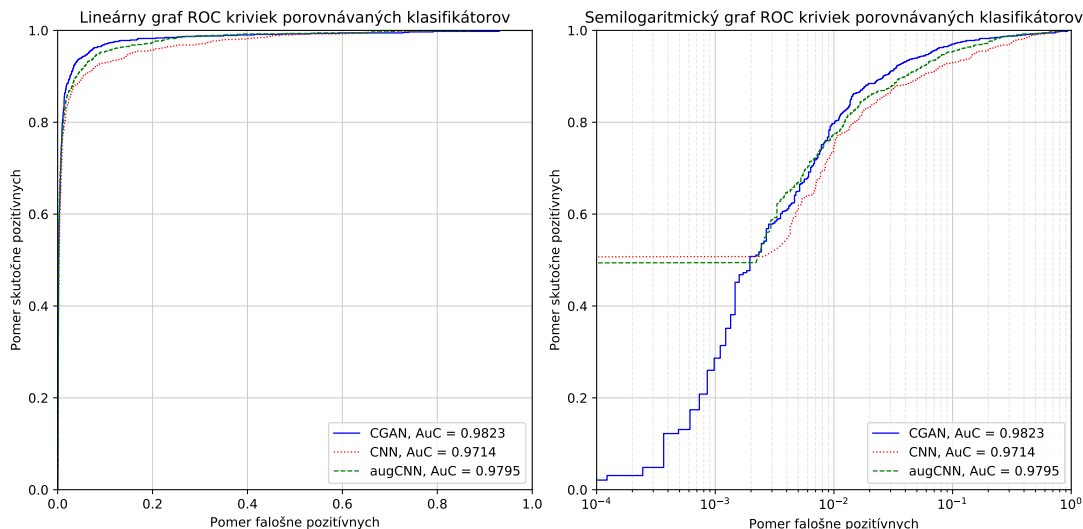 Lineárny graf ROC kriviek porovnávaných klasifikátorov
Pomer skutočne pozitívnych
1.0
0.8
0.6
0.4
0.2
0.0
0.0 0.2 0.4 0.6 0.8 1.0
Pomer falošne pozitívnych
CGAN, AuC = 0.9823
CNN, AuC = 0.9714
augCNN, AuC = 0.9795
Semilogaritmický graf ROC kriviek porovnávaných klasifikátorov
Pomer skutočne pozitívnych
1.0
0.8
0.6
0.4
0.2
0.0
10⁻⁴ 10⁻³ 10⁻² 10⁻¹ 10⁰
Pomer falošne pozitívnych
CGAN, AuC = 0.9823
CNN, AuC = 0.9714
augCNN, AuC = 0.9795